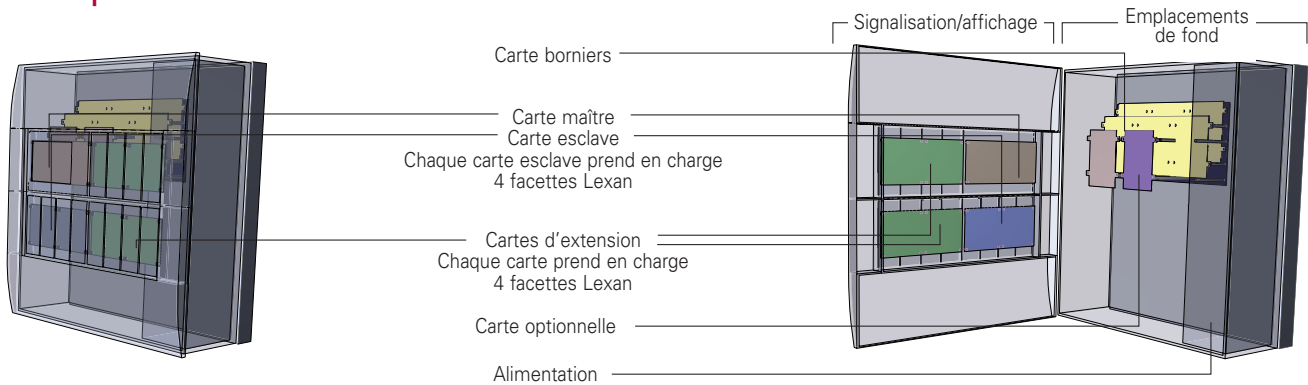 Signalisation/affichage
Emplacements
de fond
Carte borniers
Carte maître
Carte esclave
Chaque carte esclave prend en charge
4 facettes Lexan
Cartes d'extension
Chaque carte prend en charge
4 facettes Lexan
Carte optionnelle
Alimentation